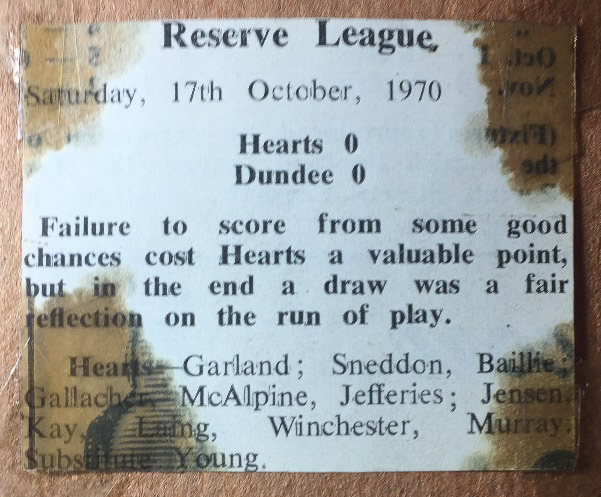 Reserve League.
Saturday, 17th October, 1970
Hearts 0
Dundee 0
Failure to score from some good
chances cost Hearts a valuable point,
but in the end a draw was a fair
reflection on the run of play.
Hearts—Garland; Sneddon, Baillie;
Gallacher, McAlpine, Jefferies; Jensen.
Kay, Laing, Winchester, Murray.
Substitute Young.